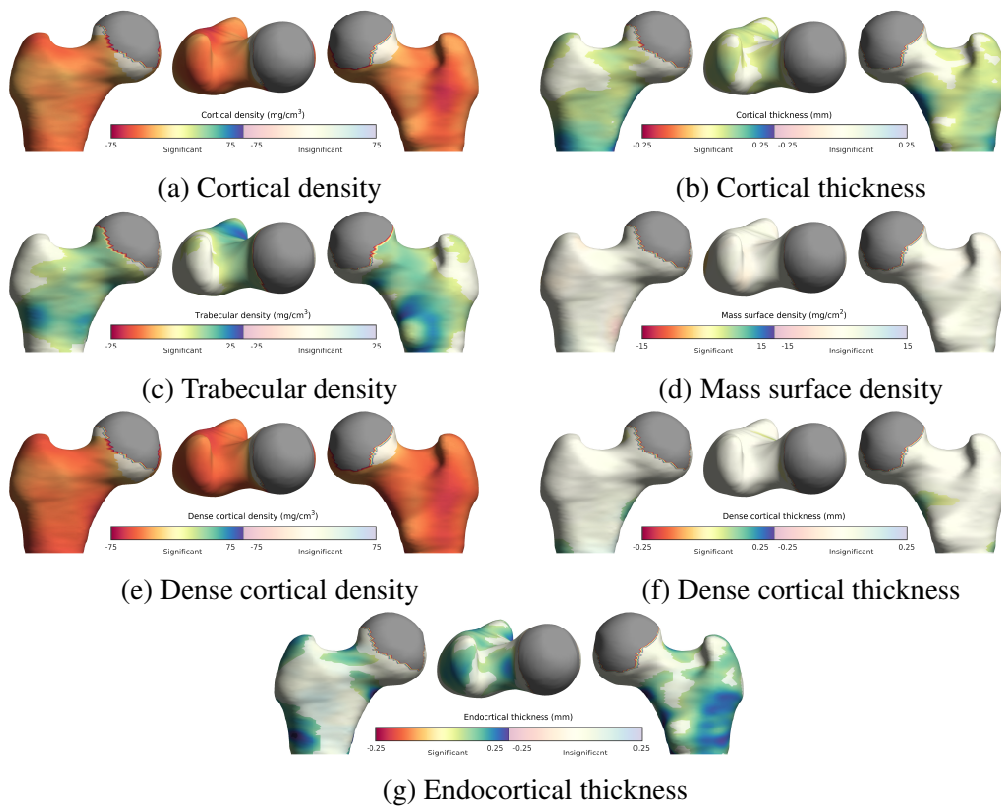 Cortical density (mg/cm³)
-75 75 -75 75
Significant Insignificant
(a) Cortical density
Cortical thickness (mm)
-0.25 0.25 -0.25 0.25
Significant Insignificant
(b) Cortical thickness
Trabecular density (mg/cm³)
-25 25 -25 25
Significant Insignificant
(c) Trabecular density
Mass surface density (mg/cm²)
-15 15 -15 15
Significant Insignificant
(d) Mass surface density
Dense cortical density (mg/cm³)
-75 75 -75 75
Significant Insignificant
(e) Dense cortical density
Dense cortical thickness (mm)
-0.25 0.25 -0.25 0.25
Significant Insignificant
(f) Dense cortical thickness
Endocortical thickness (mm)
-0.25 0.25 -0.25 0.25
Significant Insignificant
(g) Endocortical thickness